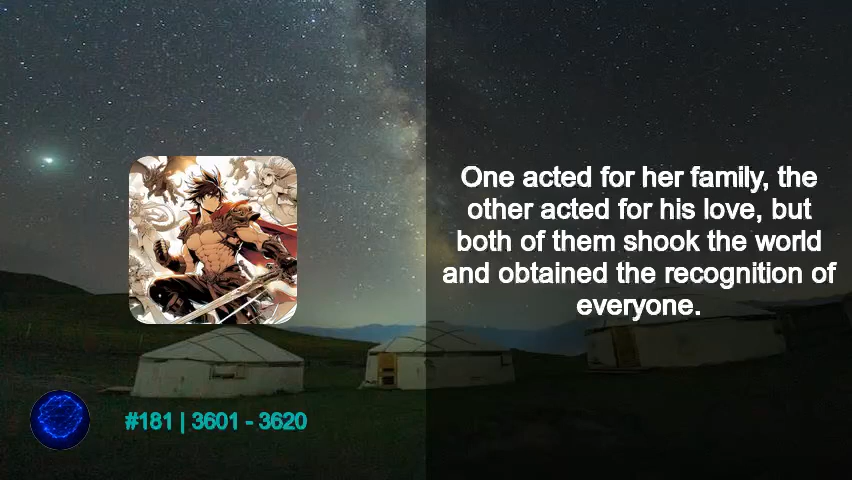 One acted for her family, the
other acted for his love, but
both of them shook the world
and obtained the recognition of
everyone.
#181 | 3601 - 3620